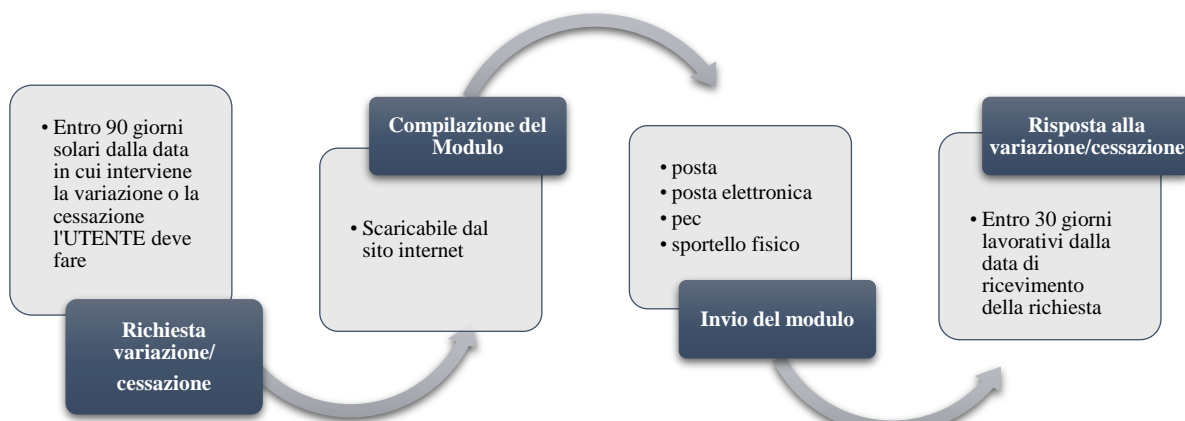 • Entro 90 giorni
solari dalla data
in cui interviene
la variazione o la
cessazione
l'UTENTE deve
fare
Richiesta
variazione/
cessazione
Compilazione del
Modulo
• Scaricabile dal
sito internet
• posta
• posta elettronica
• pec
• sportello fisico
Invio del modulo
Risposta alla
variazione/cessazione
• Entro 30 giorni
lavorativi dalla
data di
ricevimento
della richiesta